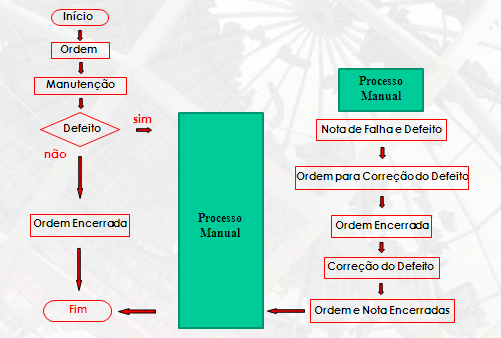 Início
Ordem
Manutenção
Defeito
sim
não
Ordem Encerrada
Fim
Processo
Manual
Processo
Manual
Nota de Falha e Defeito
Ordem para Correção do Defeito
Ordem Encerrada
Correção do Defeito
Ordem e Nota Encerradas